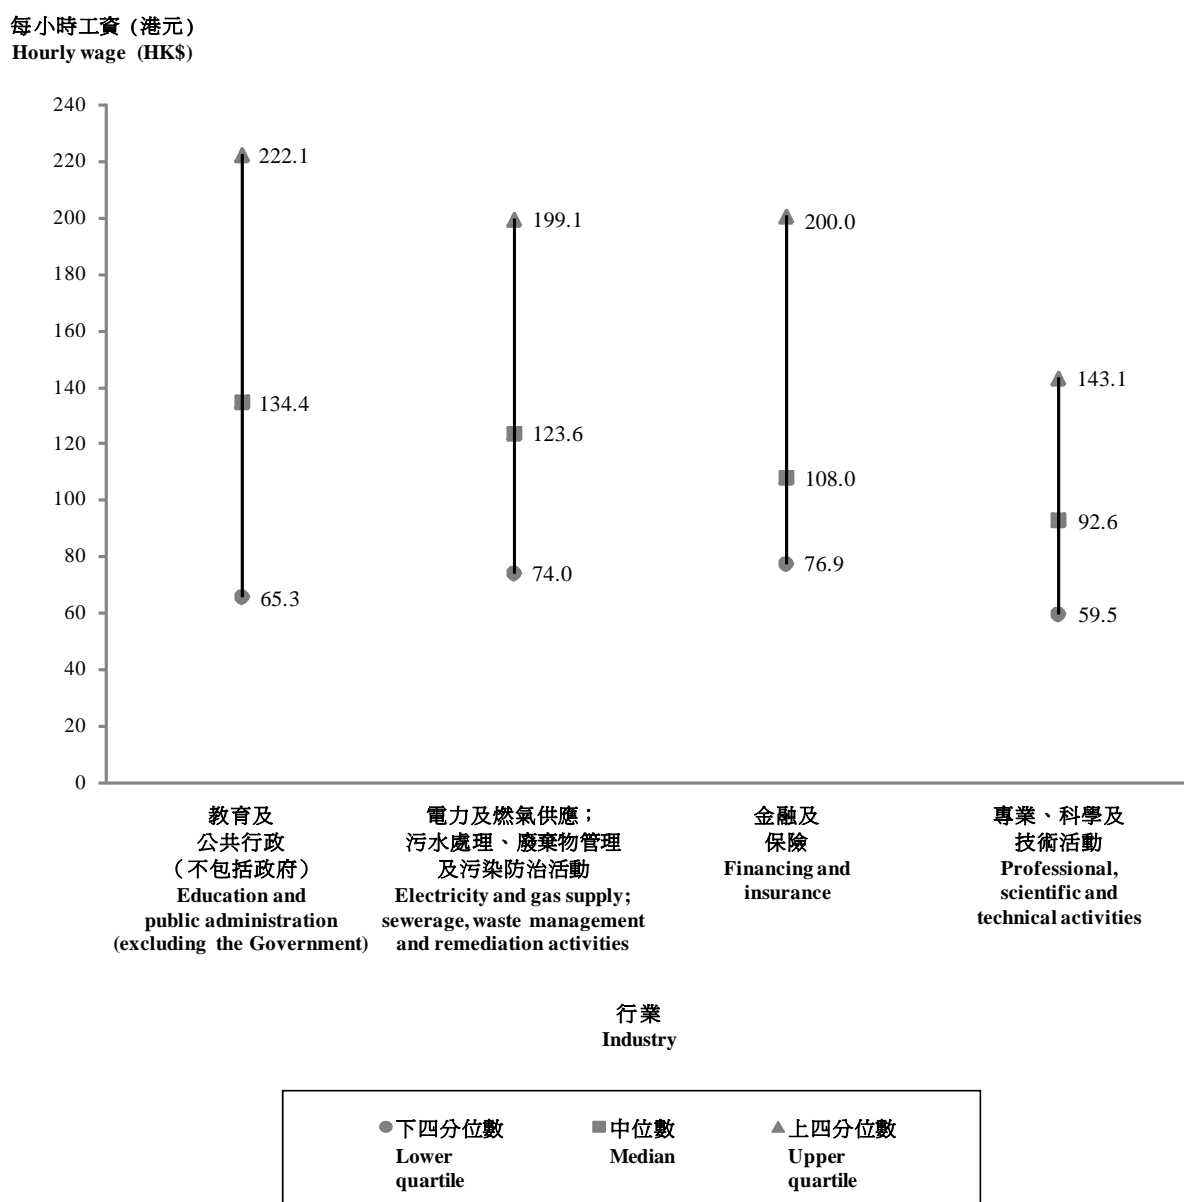 每小時工資 (港元)
Hourly wage (HK$)
240
220
200
180
160
140
120
100
80
60
40
20
0
222.1
134.4
65.3
199.1
123.6
74.0
200.0
108.0
76.9
143.1
92.6
59.5
教育及
公共行政
（不包括政府）
Education and
public administration
(excluding the Government)
電力及燃氣供應；
污水處理、廢棄物管理
及污染防治活動
Electricity and gas supply;
sewerage, waste management
and remediation activities
金融及
保險
Financing and
insurance
專業、科學及
技術活動
Professional,
scientific and
technical activities
行業
Industry
下四分位數
Lower
quartile
中位數
Median
上四分位數
Upper
quartile